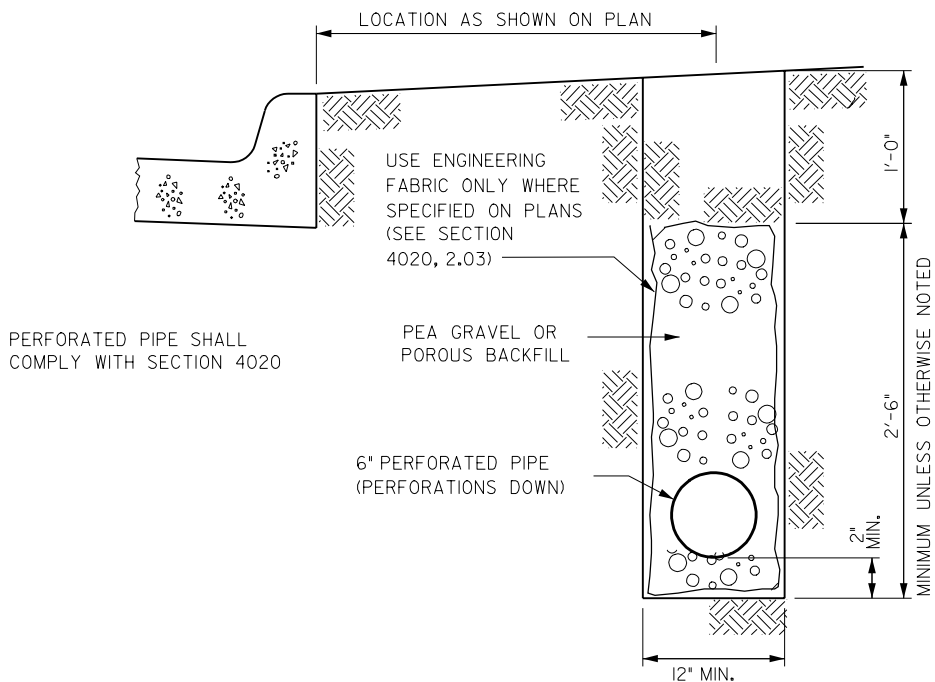 LOCATION AS SHOWN ON PLAN
USE ENGINEERING
FABRIC ONLY WHERE
SPECIFIED ON PLANS
(SEE SECTION
4020, 2.03)
1'-0"
PERFORATED PIPE SHALL
COMPLY WITH SECTION 4020
PEA GRAVEL OR
POROUS BACKFILL
2'-6"
MINIMUM UNLESS OTHERWISE NOTED
6" PERFORATED PIPE
(PERFORATIONS DOWN)
2"
MIN.
12" MIN.